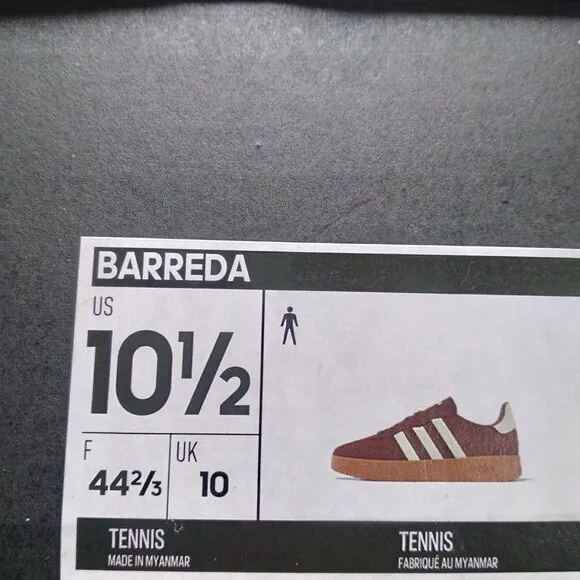 BARREDA
US
10½
F
44⅔
UK
10
TENNIS
MADE IN MYANMAR
TENNIS
FABRIQUÉ AU MYANMAR